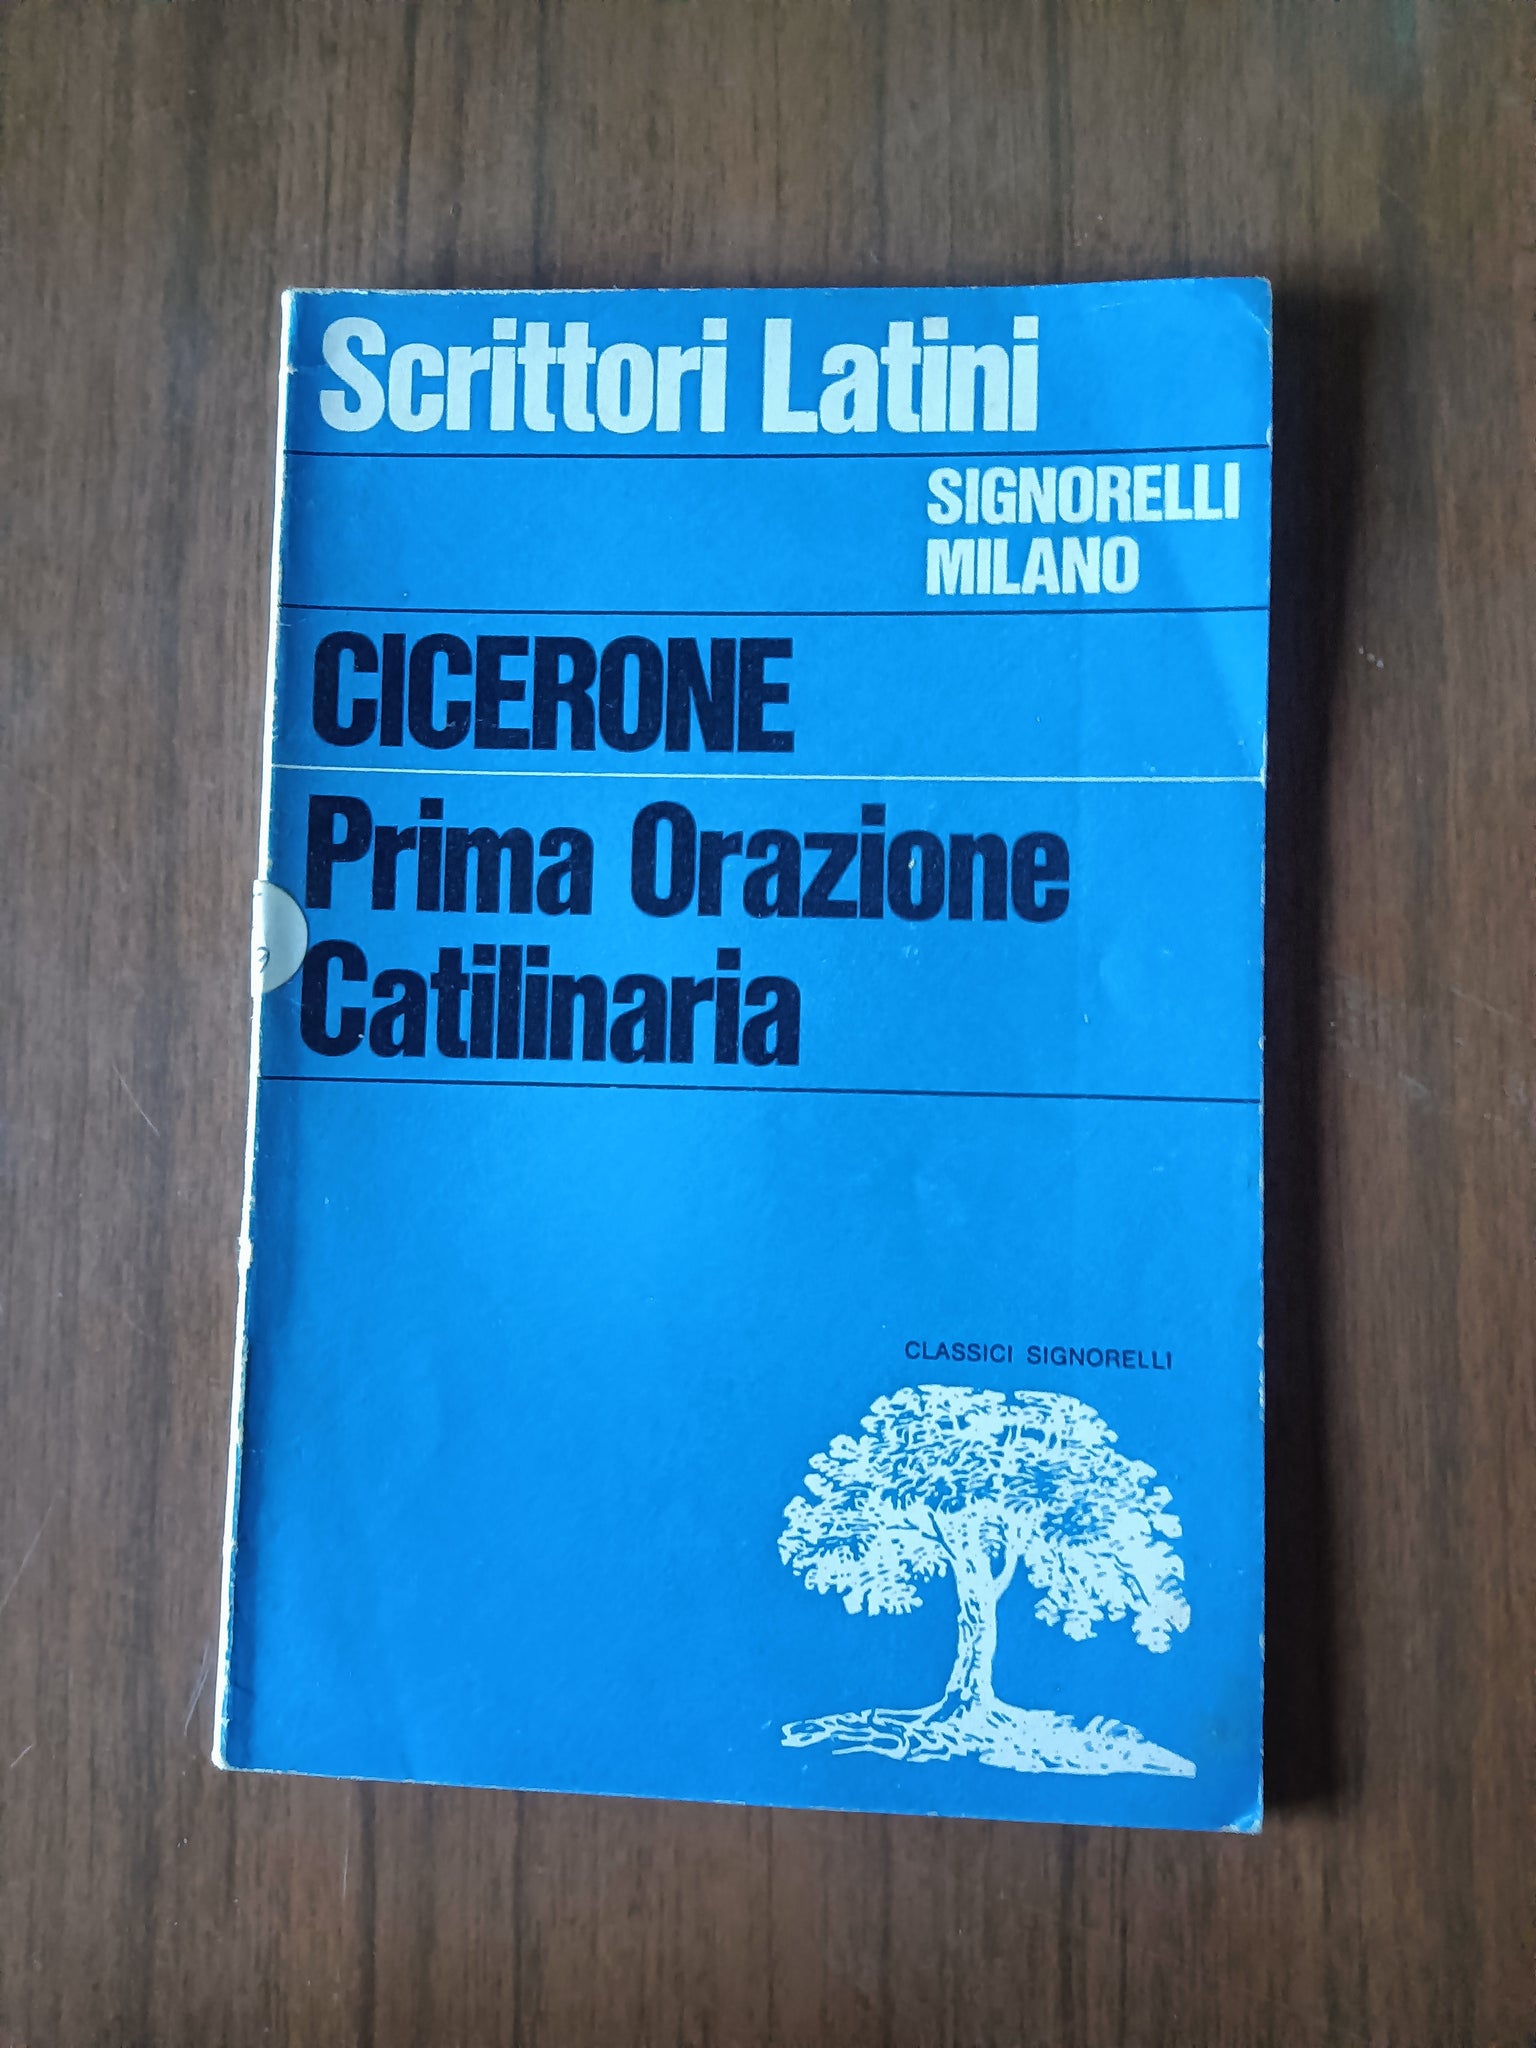 Scrittori Latini
SIGNORELLI
MILANO
CICERONE
Prima Orazione
Catilinaria
CLASSICI SIGNORELLI